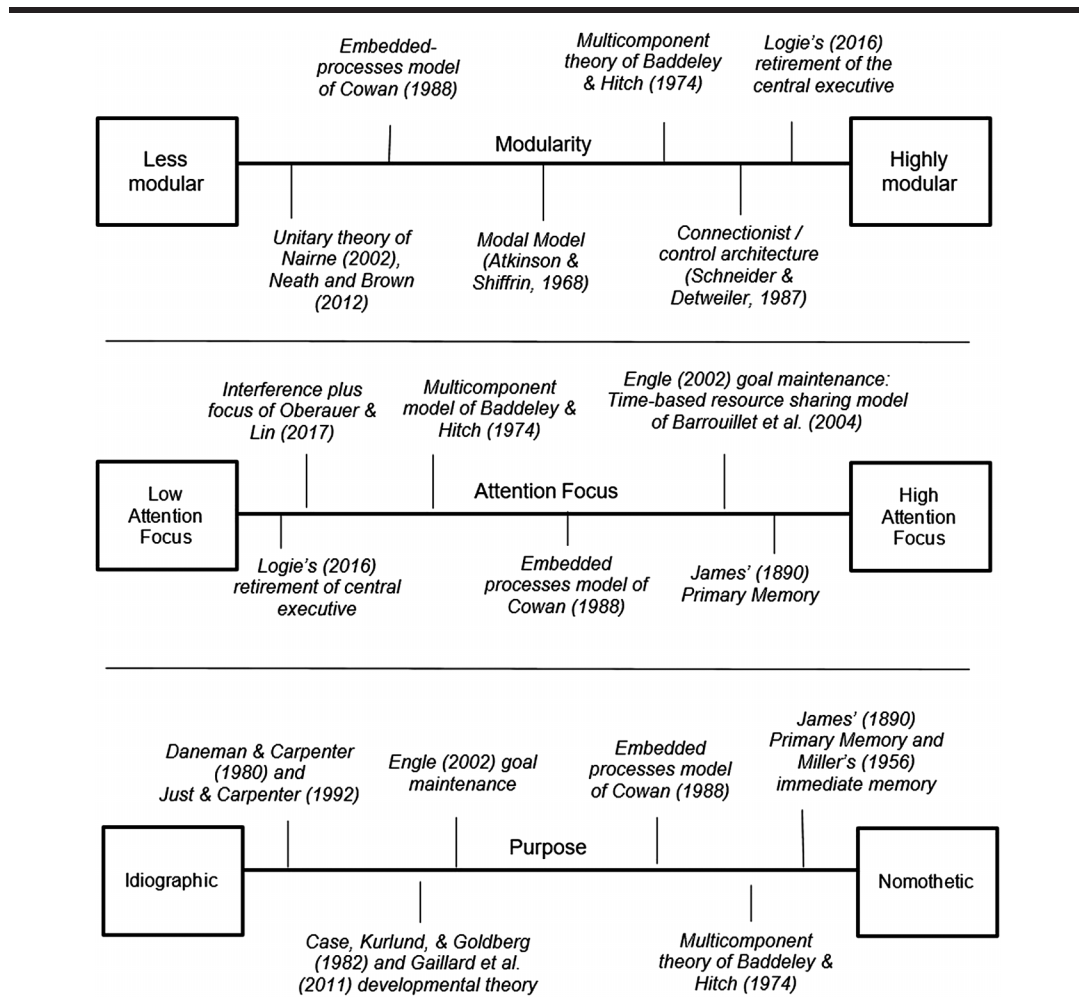 Embedded-
processes model
of Cowan (1988)
Multicomponent
theory of Baddeley
& Hitch (1974)
Logie's (2016)
retirement of the
central executive
Less
modular
Modularity
Highly
modular
Unitary theory of
Nairne (2002),
Neath and Brown
(2012)
Modal Model
(Atkinson &
Shiffrin, 1968)
Connectionist /
control architecture
(Schneider &
Detweiler, 1987)
Interference plus
focus of Oberauer &
Lin (2017)
Multicomponent
model of Baddeley &
Hitch (1974)
Engle (2002) goal maintenance:
Time-based resource sharing model
of Barrouillet et al. (2004)
Low
Attention
Focus
Attention Focus
High
Attention
Focus
Logie's (2016)
retirement of central
executive
Embedded
processes model of
Cowan (1988)
James' (1890)
Primary Memory
Daneman & Carpenter
(1980) and
Just & Carpenter (1992)
Engle (2002) goal
maintenance
Embedded
processes model
of Cowan (1988)
James' (1890)
Primary Memory and
Miller's (1956)
immediate memory
Idiographic
Purpose
Nomothetic
Case, Kurlund, & Goldberg
(1982) and Gaillard et al.
(2011) developmental theory
Multicomponent
theory of Baddeley &
Hitch (1974)